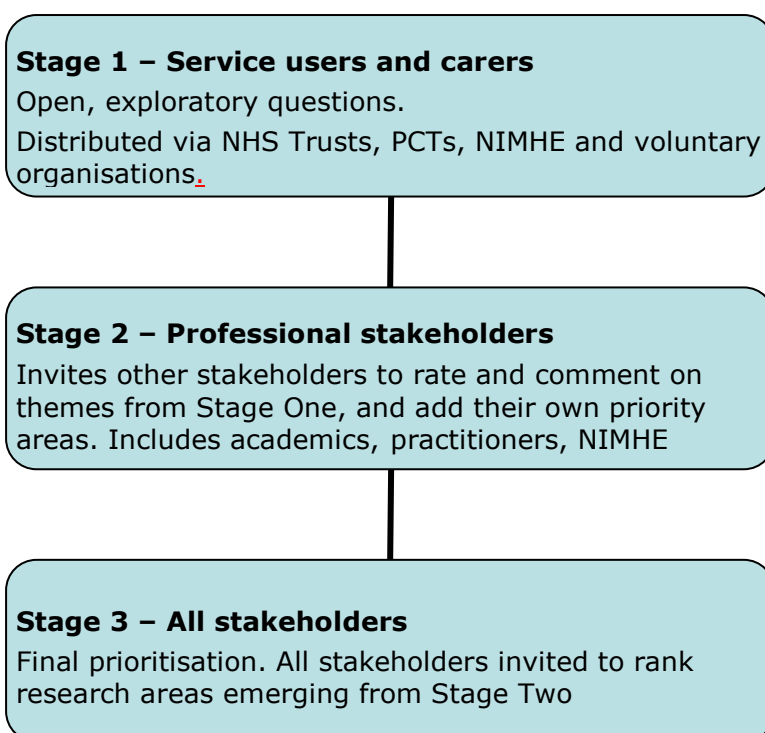 Stage 1 – Service users and carers
Open, exploratory questions.
Distributed via NHS Trusts, PCTs, NIMHE and voluntary
organisations.
Stage 2 – Professional stakeholders
Invites other stakeholders to rate and comment on
themes from Stage One, and add their own priority
areas. Includes academics, practitioners, NIMHE
Stage 3 – All stakeholders
Final prioritisation. All stakeholders invited to rank
research areas emerging from Stage Two